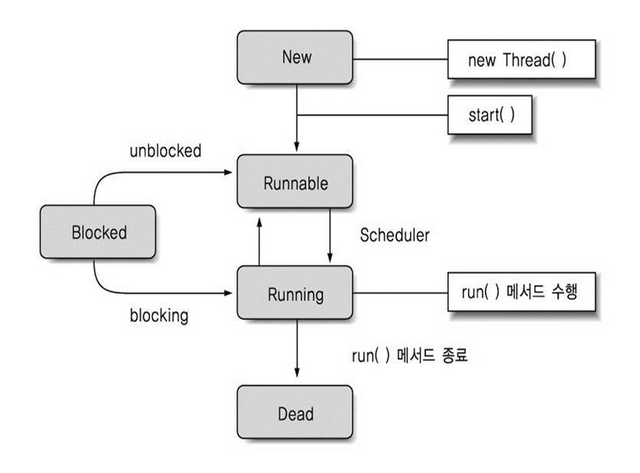 New
new Thread( )
start( )
unblocked
Runnable
Blocked
Scheduler
Running
run( ) 메서드 수행
blocking
run( ) 메서드 종료
Dead